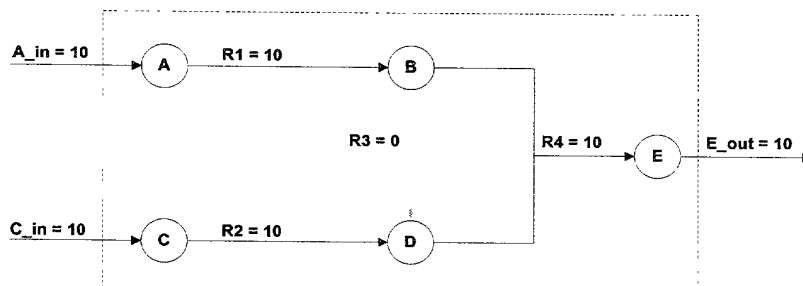 A_in = 10
A
R1 = 10
B
R3 = 0
R4 = 10
E
E_out = 10
C_in = 10
C
R2 = 10
D